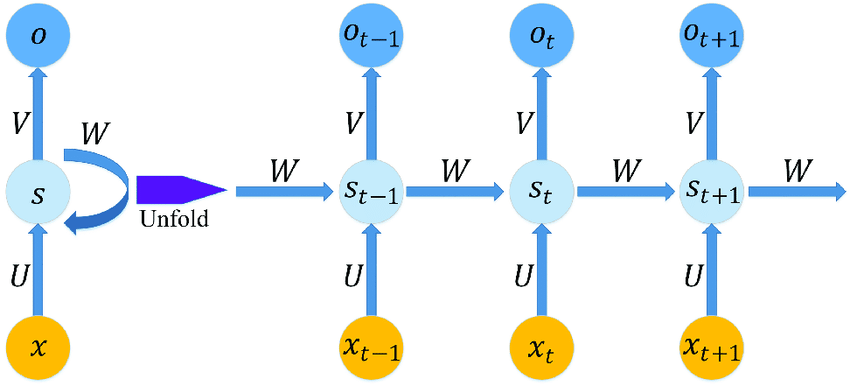 o o_{t−1} o_t o_{t+1}
V W V V V
W W W W
s s_{t−1} s_t s_{t+1}
Unfold
U U U U
x x_{t−1} x_t x_{t+1}